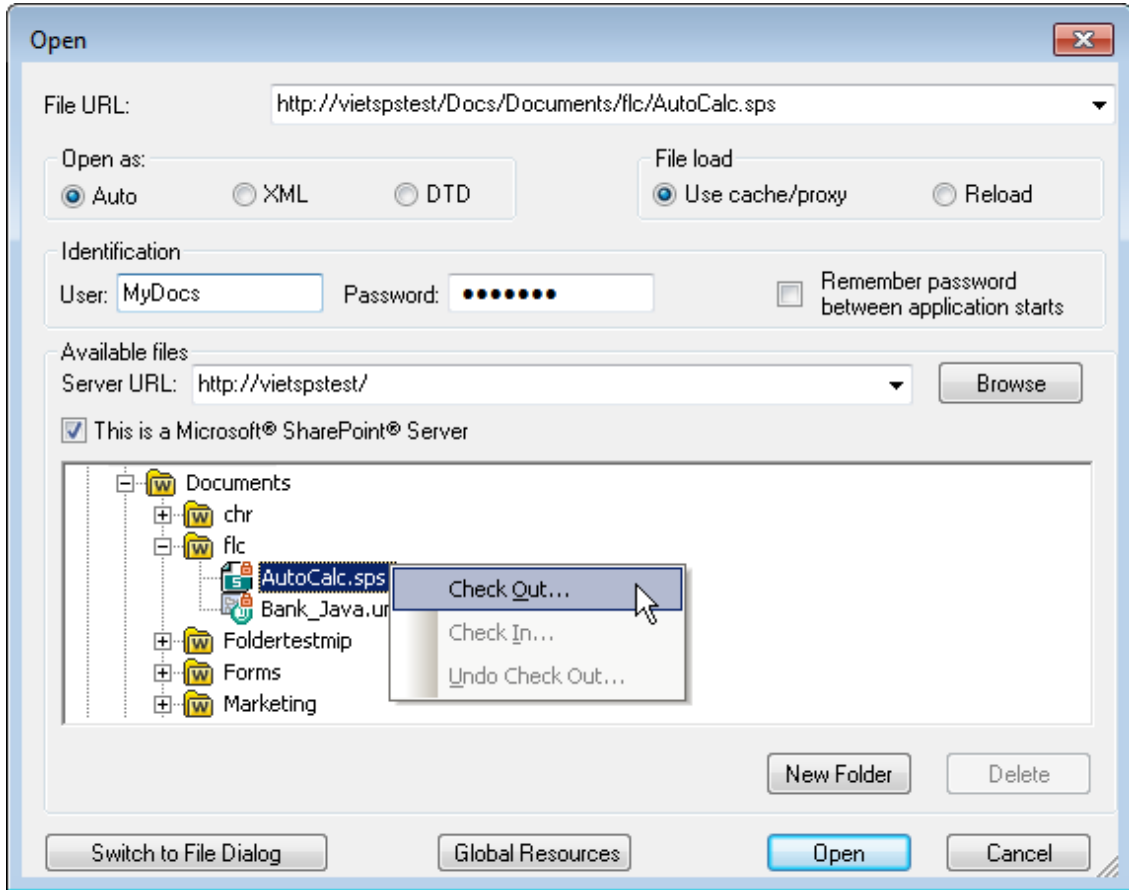 Open
File URL: http://vietspstest/Docs/Documents/flc/AutoCalc.sps
Open as: File load
Auto XML DTD Use cache/proxy Reload
Identification
User: MyDocs Password: ••••••• Remember password
between application starts
Available files
Server URL: http://vietspstest/ Browse
This is a Microsoft® SharePoint® Server
Documents
chr
flc
AutoCalc.sps Check Out...
Bank_Java.u
Check In...
Foldertestmip
Forms Undo Check Out...
Marketing
New Folder Delete
Switch to File Dialog Global Resources Open Cancel